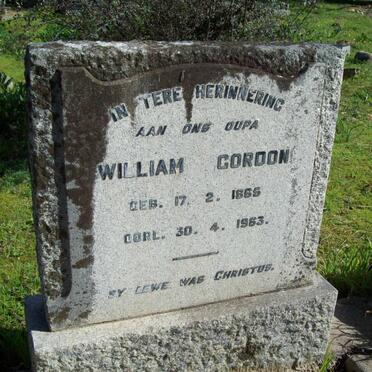 IN TERE HERINNERING
AAN ONS OUPA
WILLIAM GORDON
GEB. 17. 2. 1865
OORL. 30. 4. 1963.
SY LEWE WAS CHRISTUS.